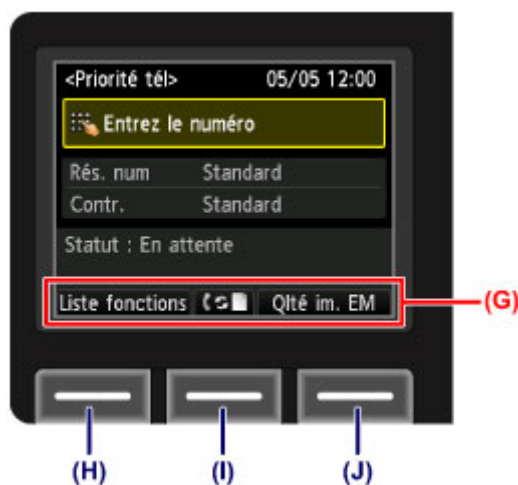 <Priorité tél> 05/05 12:00
Entrez le numéro
Rés. num Standard
Contr. Standard
Statut : En attente
Liste fonctions Qlté im. EM
(G)
(H) (I) (J)